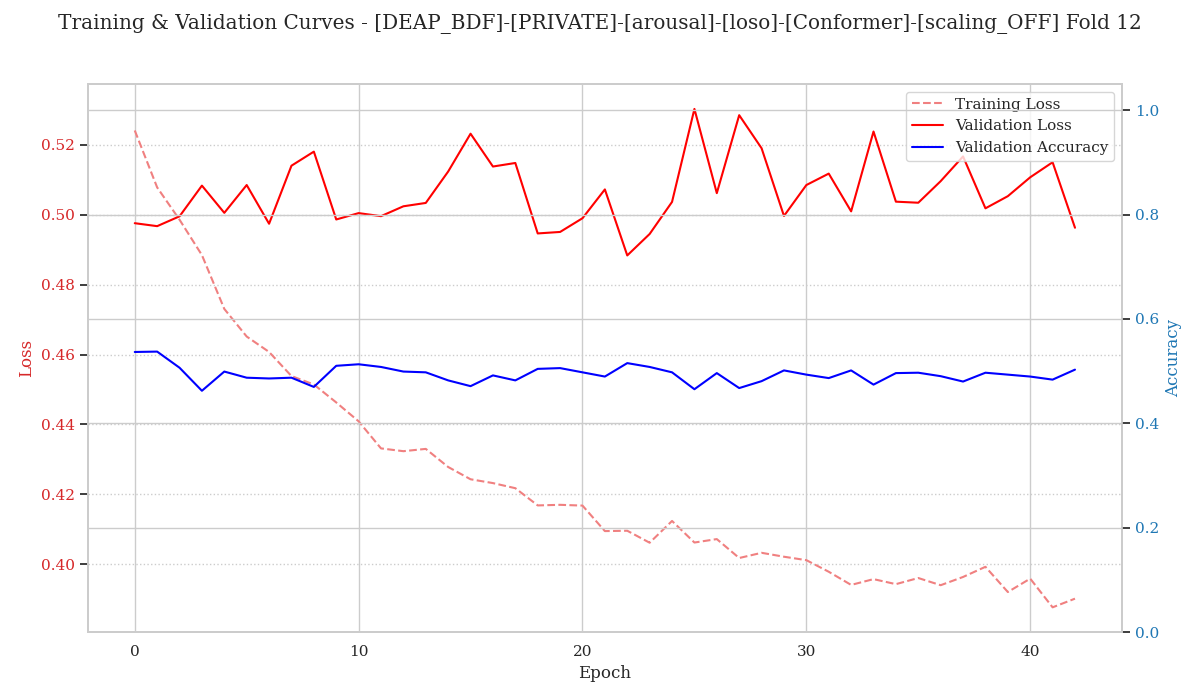 Training & Validation Curves - [DEAP_BDF]-[PRIVATE]-[arousal]-[loso]-[Conformer]-[scaling_OFF] Fold 12
Training Loss
Validation Loss
Validation Accuracy
0.52
0.50
0.48
0.46
0.44
0.42
0.40
Loss
1.0
0.8
0.6
0.4
0.2
0.0
Accuracy
0
10
20
30
40
Epoch